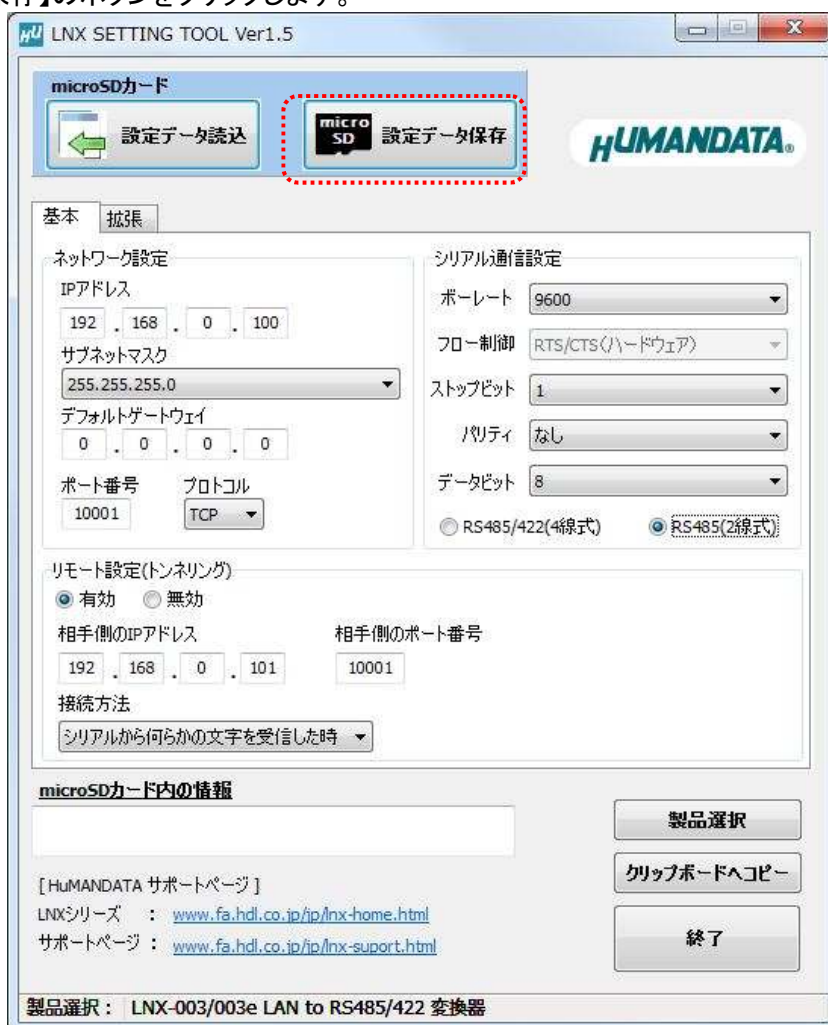 存】のボタンをクリックします。
LNX SETTING TOOL Ver1.5
microSDカード
設定データ読込
micro SD 設定データ保存
HUMANDATA®
基本 拡張
ネットワーク設定
IPアドレス
192 . 168 . 0 . 100
サブネットマスク
255.255.255.0
デフォルトゲートウェイ
0 . 0 . 0 . 0
ポート番号 プロトコル
10001 TCP
シリアル通信設定
ボーレート 9600
フロー制御 RTS/CTS(ハードウェア)
ストップビット 1
パリティ なし
データビット 8
RS485/422(4線式) RS485(2線式)
リモート設定(トンネリング)
有効 無効
相手側のIPアドレス 相手側のポート番号
192 . 168 . 0 . 101 10001
接続方法
シリアルから何らかの文字を受信した時
microSDカード内の情報
製品選択
クリップボードへコピー
終了
[HuMANDATA サポートページ]
LNXシリーズ : www.fa.hdl.co.jp/jp/lnx-home.html
サポートページ : www.fa.hdl.co.jp/jp/lnx-suport.html
製品選択： LNX-003/003e LAN to RS485/422 変換器